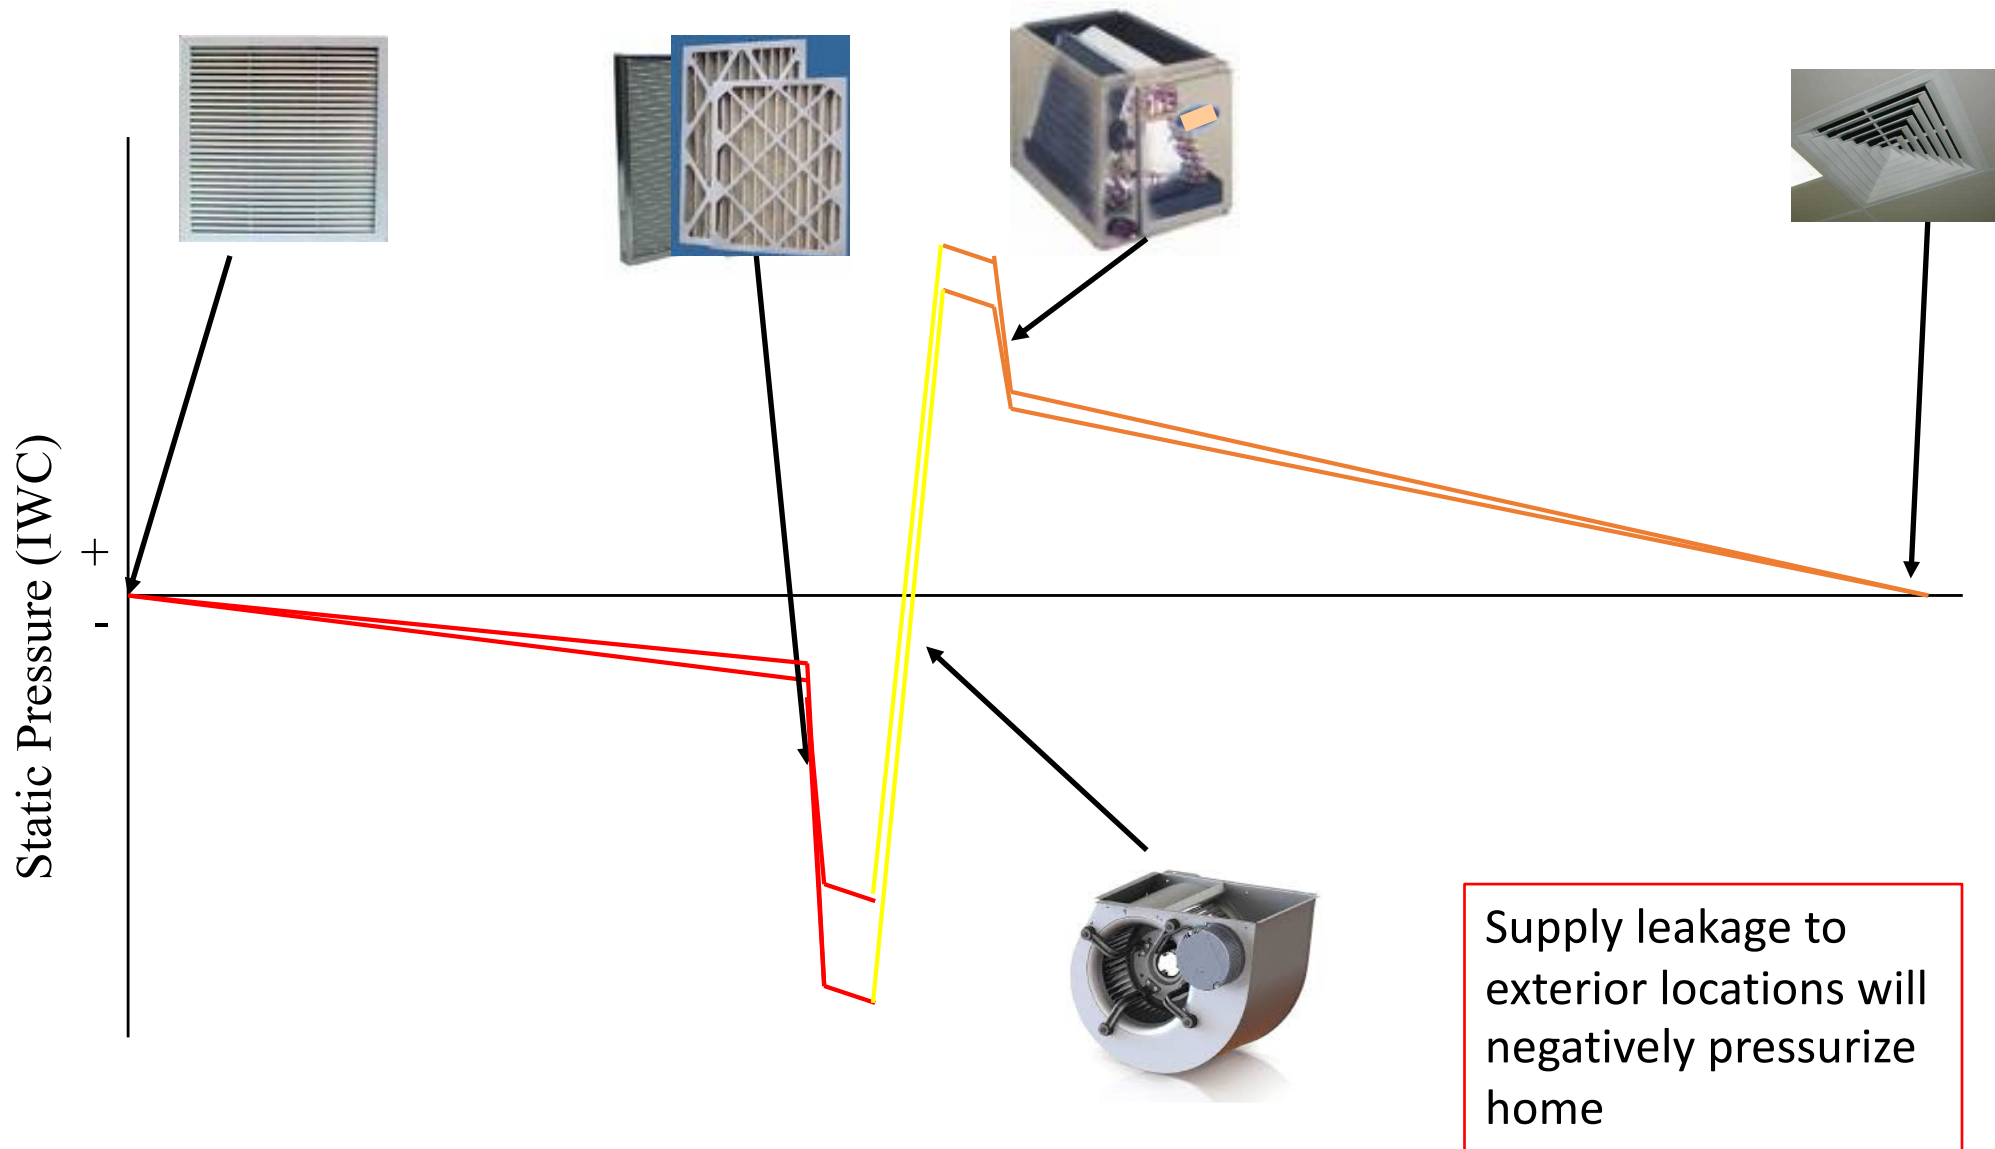 Static Pressure (IWC)
+
-
Supply leakage to
exterior locations will
negatively pressurize
home